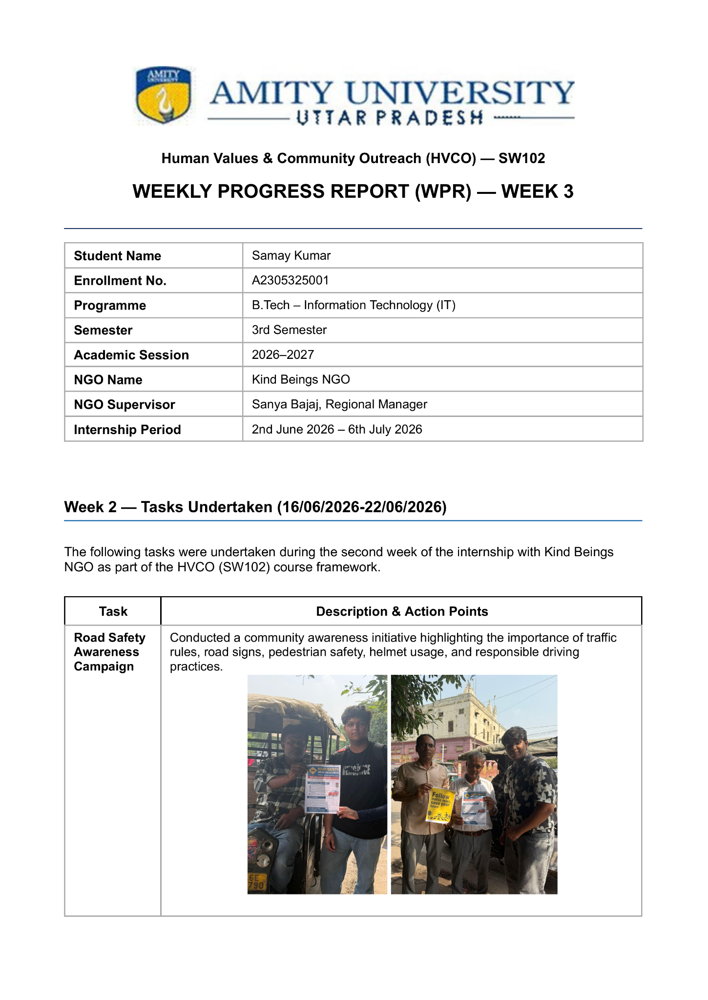 AMITY
UNIVERSITY
AMITY UNIVERSITY
UTTAR PRADESH
Human Values & Community Outreach (HVCO) — SW102
WEEKLY PROGRESS REPORT (WPR) — WEEK 3
Student Name Samay Kumar
Enrollment No. A2305325001
Programme B.Tech – Information Technology (IT)
Semester 3rd Semester
Academic Session 2026–2027
NGO Name Kind Beings NGO
NGO Supervisor Sanya Bajaj, Regional Manager
Internship Period 2nd June 2026 – 6th July 2026
Week 2 — Tasks Undertaken (16/06/2026-22/06/2026)
The following tasks were undertaken during the second week of the internship with Kind Beings
NGO as part of the HVCO (SW102) course framework.
Task Description & Action Points
Road Safety
Awareness
Campaign
Conducted a community awareness initiative highlighting the importance of traffic
rules, road signs, pedestrian safety, helmet usage, and responsible driving
practices.
ROAD SAFETY
AWARENESS DRIVE
VENGEANCE
6E
790
Follow
traffic rules,
save your
future
ROAD SAFETY